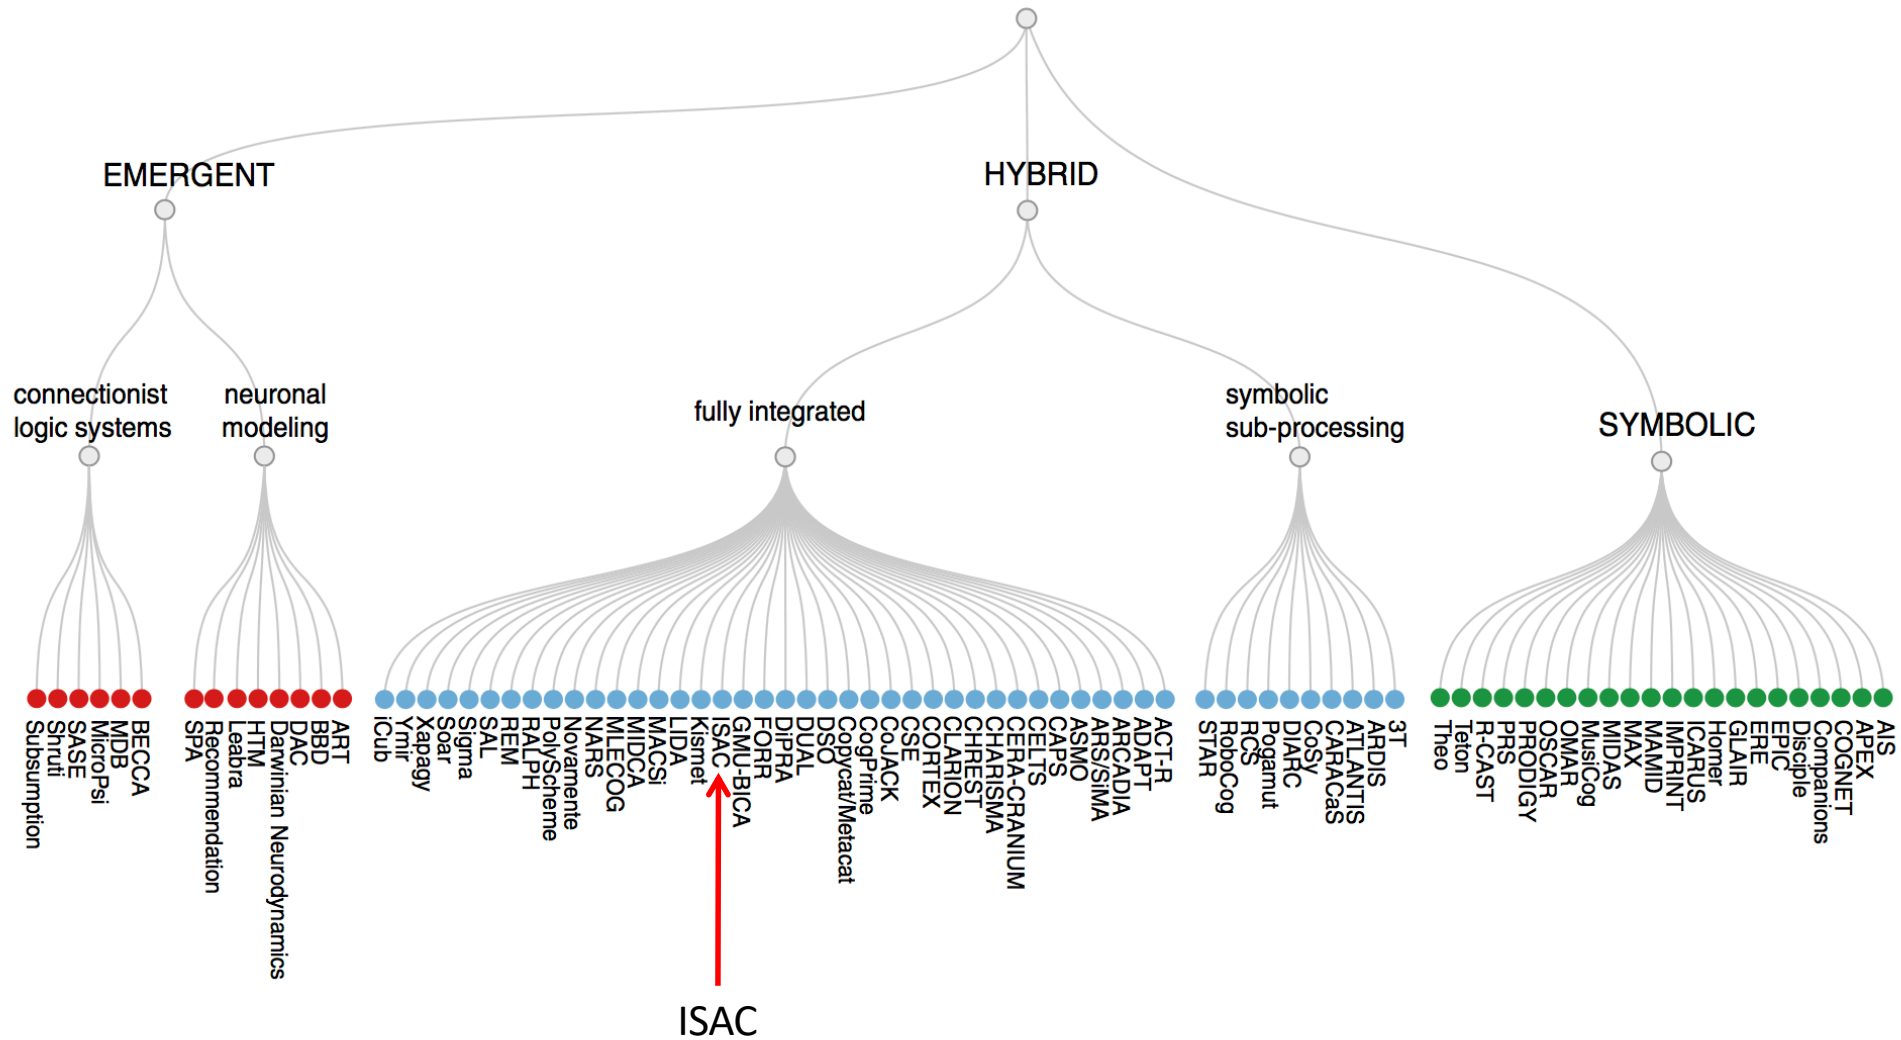 EMERGENT
HYBRID
connectionist
logic systems
neuronal
modeling
fully integrated
symbolic
sub-processing
SYMBOLIC
Subsumption
Shruti
SASE
MicroPsi
MIDB
BECCA
SPA
Recommendation
Leabra
HTM
Darwinian Neurodynamics
DAC
BBD
ART
iCub
Ymir
Xapagy
Soar
Sigma
SAL
REM
RALPH
PolyScheme
Novamente
NARS
MLECOG
MIDCA
MACSi
LIDA
Kismet
ISAC
GMU-BICA
FORR
DiPRA
DUAL
DSO
Copycat/Metacat
CogPrime
CoJACK
CSE
CORTEX
CLARION
CHREST
CHARISMA
CERA-CRANIUM
CELTS
CAPS
ASMO
ARS/SiMA
ARCADIA
ADAPT
ACT-R
STAR
RoboCog
RCS
Pogamut
DIARC
CoSy
CARACaS
ATLANTIS
ARDIS
3T
Theo
Teton
R-CAST
PRS
PRODIGY
OSCAR
OMAR
MusiCog
MIDAS
MAX
MAMID
IMPRINT
ICARUS
Homer
GLAIR
ERE
EPIC
Disciple
Companions
COGNET
APEX
AIS
ISAC